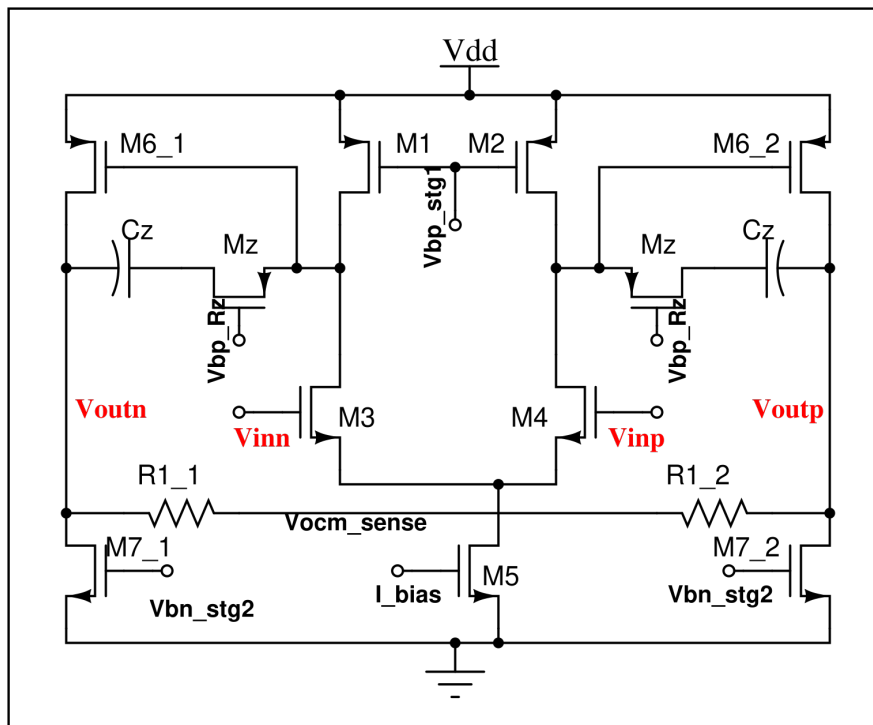 Vdd
M6_1
M1
M2
M6_2
Vbp_stg1
Cz
Mz
Mz
Cz
Vbp_Rz
Vbp_Rz
Voutn
Vinn
M3
M4
Vinp
Voutp
R1_1
R1_2
Vocm_sense
M7_1
M7_2
M5
Vbn_stg2
I_bias
Vbn_stg2